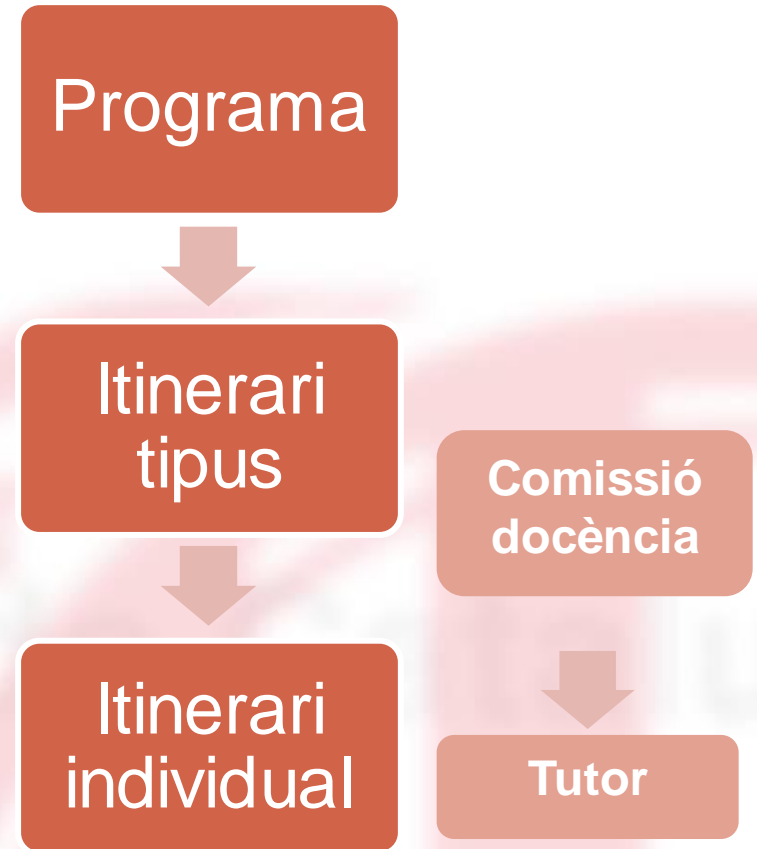 Programa
Itinerari
tipus
Comissió
docència
Itinerari
individual
Tutor